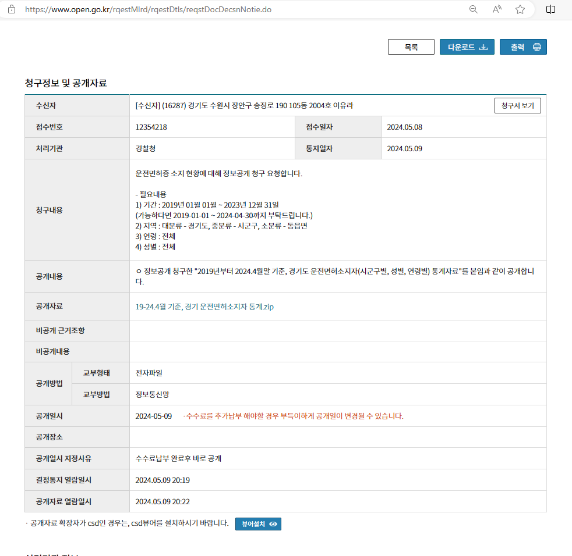 https://www.open.go.kr/rqestMlrd/rqestDtls/reqstDocDecsnNotie.do
목록 다운로드 출력
청구정보 및 공개자료
수신자 [수신자] (16287) 경기도 수원시 장안구 송정로 190 105동 2004호 이유라 청구서 보기
접수번호 12354218 접수일자 2024.05.08
처리기관 경찰청 통지일자 2024.05.09
청구내용
운전면허증 소지 현황에 대해 정보공개 청구 요청합니다.
- 필요내용
1) 기간 : 2019년 01월 01월 ~ 2023년 12월 31일
(가능하다면 2019-01-01 ~ 2024-04-30까지 부탁드립니다.)
2) 지역 : 대분류 - 경기도, 중분류 - 시군구, 소분류 - 동읍면
3) 연령 : 전체
4) 성별 : 전체
공개내용 ㅇ 정보공개 청구한 "2019년부터 2024.4월말 기준, 경기도 운전면허소지자(시군구별, 성별, 연령별) 통계자료"를 붙임과 같이 공개합니
다.
공개자료 19-24.4월 기준, 경기 운전면허소지자 통계.zip
비공개 근기조항
비공개내용
공개방법 교부형태 전자파일
교부방법 정보통신망
공개일시 2024-05-09 ·수수료를 추가납부 해야할 경우 부득이하게 공개일이 변경될 수 있습니다.
공개장소
공개일시 지정사유 수수료납부 완료후 바로 공개
결정통지 열람일시 2024.05.09 20:19
공개자료 열람일시 2024.05.09 20:22
· 공개자료 확장자가 csd인 경우는, csd뷰어를 설치하시기 바랍니다. 뷰어설치